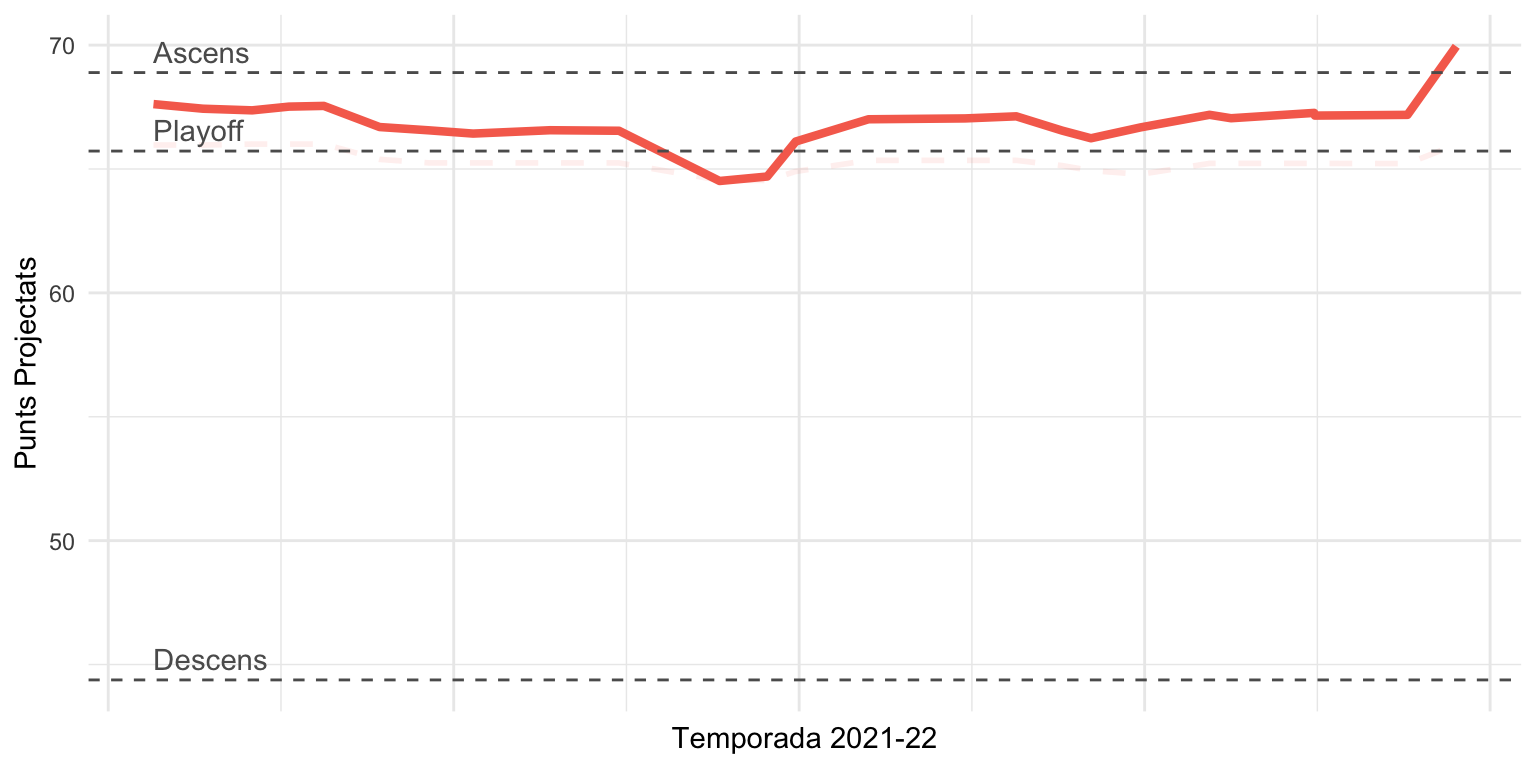 70
Ascens
Playoff
60
Punts Projectats
50
Descens
Temporada 2021-22